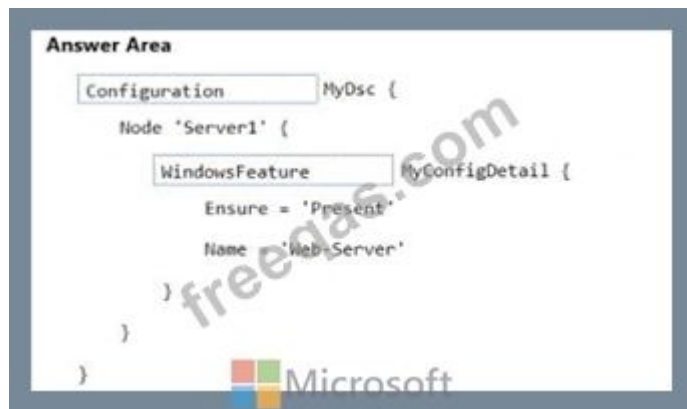 Answer Area
Configuration MyDsc {
Node 'Server1' {
WindowsFeature MyConfigDetail {
Ensure = 'Present'
Name = 'Web-Server'
}
}
}
freeqas.com
Microsoft